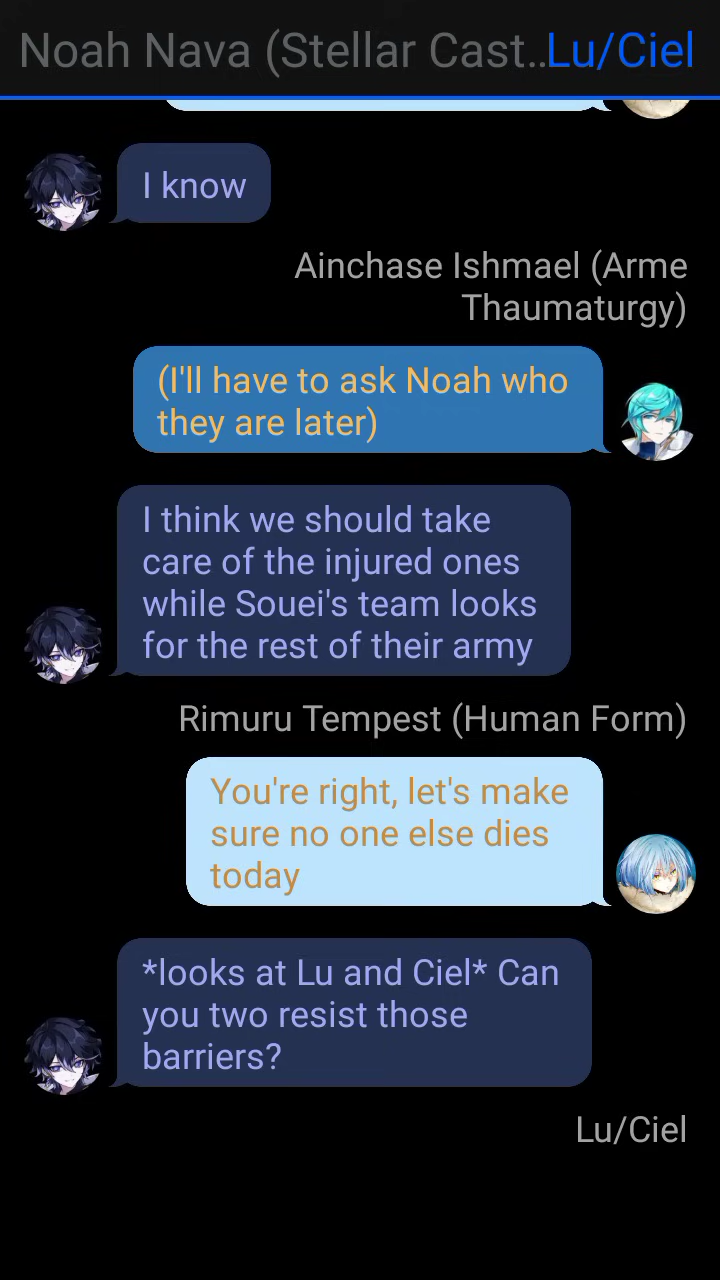 Noah Nava (Stellar Cast..Lu/Ciel
I know
Ainchase Ishmael (Arme
Thaumaturgy)
(I'll have to ask Noah who
they are later)
I think we should take
care of the injured ones
while Souei's team looks
for the rest of their army
Rimuru Tempest (Human Form)
You're right, let's make
sure no one else dies
today
*looks at Lu and Ciel* Can
you two resist those
barriers?
Lu/Ciel